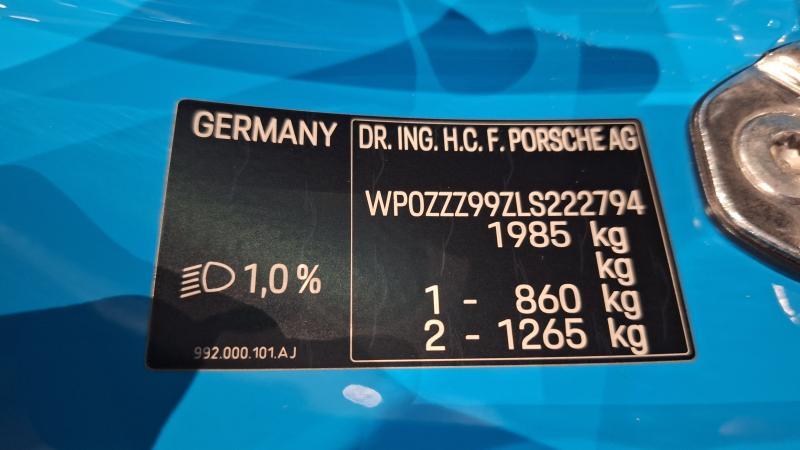 GERMANY
1,0 %
992.000.101.AJ
DR. ING. H.C. F. PORSCHE AG
WP0ZZZ99ZLS222794
1985 kg
kg
1 - 860 kg
2 - 1265 kg